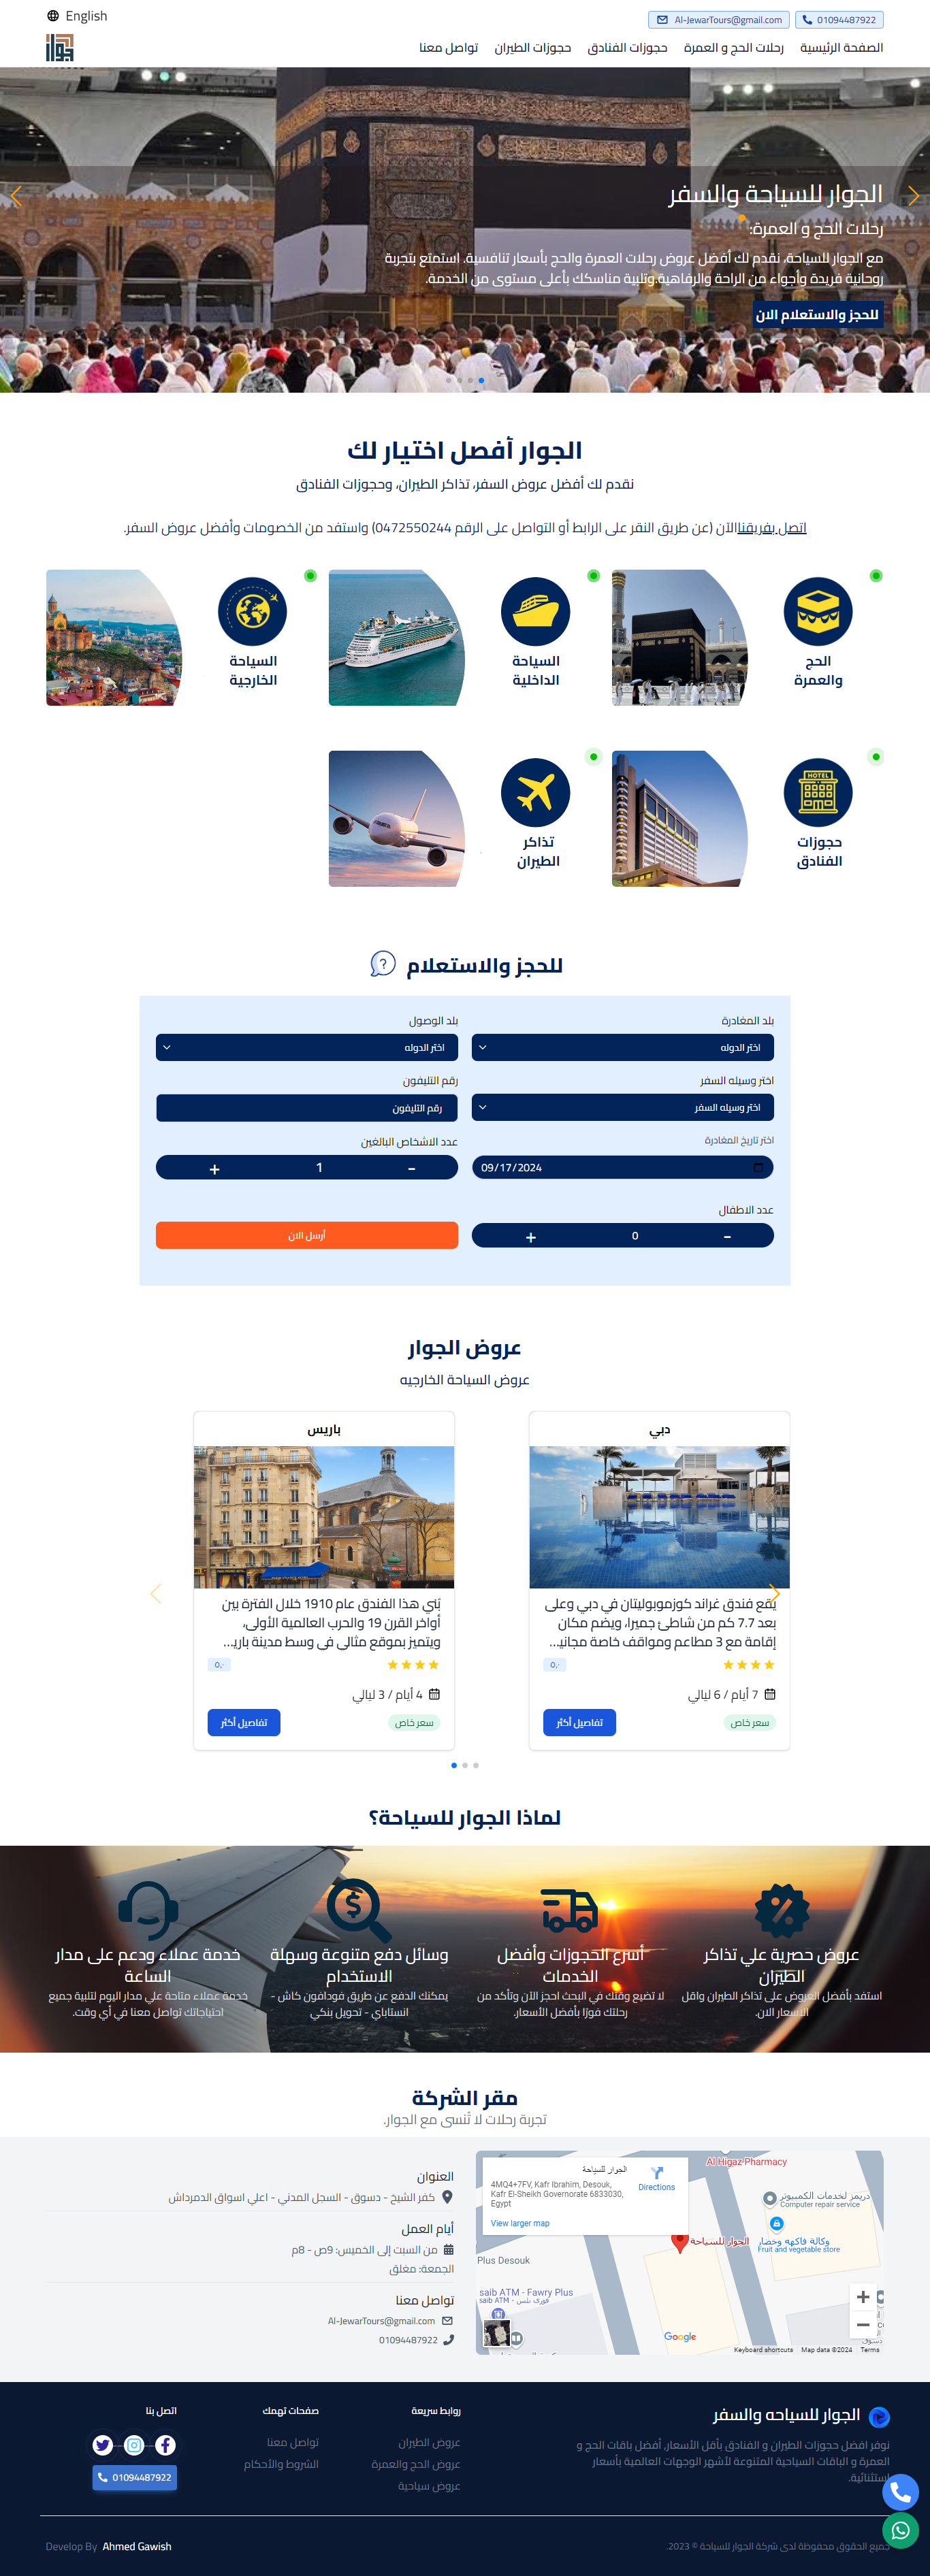 01094487922
Al-JewarTours@gmail.com
English
الصفحة الرئيسية
رحلات الحج و العمرة
حجوزات الفنادق
حجوزات الطيران
تواصل معنا
الجوار للسياحة والسفر
رحلات الحج و العمرة:
مع الجوار للسياحة، نقدم لك أفضل عروض رحلات العمرة والحج بأسعار تنافسية. استمتع بتجربة
روحانية فريدة وأجواء من الراحة والرفاهية.وتلبية مناسكك بأعلى مستوى من الخدمة.
للحجز والاستعلام الان
الجوار أفصل اختيار لك
نقدم لك أفضل عروض السفر، تذاكر الطيران، وحجوزات الفنادق
اتصل بفريقناالآن (عن طريق النقر على الرابط أو التواصل على الرقم 0472550244) واستفد من الخصومات وأفضل عروض السفر.
الحج
والعمرة
السياحة
الداخلية
السياحة
الخارجية
حجوزات
الفنادق
تذاكر
الطيران
للحجز والاستعلام
بلد المغادرة
بلد الوصول
اختر الدوله
اختر الدوله
اختر وسيله السفر
رقم التليفون
اختر وسيله السفر
رقم التليفون
اختر تاريخ المغادرة
عدد الاشخاص البالغين
09/17/2024
- 1 +
عدد الاطفال
- 0 +
أرسل الان
عروض الجوار
عروض السياحة الخارجيه
دبي
يقع فندق غراند كوزموبوليتان في دبي وعلى
بعد 7.7 كم من شاطئ جميرا، ويضم مكان
إقامة مع 3 مطاعم ومواقف خاصة مجاني...
٥,٠
7 أيام / 6 ليالي
سعر خاص
تفاصيل أكثر
باريس
بُني هذا الفندق عام 1910 خلال الفترة بين
أواخر القرن 19 والحرب العالمية الأولى،
ويتميز بموقع مثالي في وسط مدينة باري...
٥,٠
4 أيام / 3 ليالي
سعر خاص
تفاصيل أكثر
لماذا الجوار للسياحة؟
عروض حصرية علي تذاكر
الطيران
استفد بأفضل العروض على تذاكر الطيران واقل
الاسعار الان.
أسرع الحجوزات وأفضل
الخدمات
لا تضيع وقتك في البحث احجز الآن وتأكد من
رحلتك فورًا بأفضل الأسعار.
وسائل دفع متنوعة وسهلة
الاستخدام
يمكنك الدفع عن طريق فودافون كاش -
انستاباي - تحويل بنكي
خدمة عملاء ودعم على مدار
الساعة
خدمة عملاء متاحة علي مدار اليوم لتلبية جميع
احتياجاتك تواصل معنا في أي وقت.
مقر الشركة
تجربة رحلات لا تُنسى مع الجوار.
الجوار للسياحة
4MQ4+7FV, Kafr Ibrahim, Desouk,
Kafr El-Sheikh Governorate 6833030,
Egypt
Directions
View larger map
Al Higaz Pharmacy
دريمز لخدمات الكمبيوتر
Computer repair service
وكالة فاكهه وخضار
Fruit and vegetable store
الجوار للسياحة
Plus Desouk
saib ATM - Fawry Plus
saib ATM - فوري بلس
Google
Keyboard shortcuts
Map data ©2024
Terms
العنوان
كفر الشيخ - دسوق - السجل المدني - اعلي اسواق الدمرداش
أيام العمل
من السبت إلى الخميس: 9ص - 8م
الجمعة: مغلق
تواصل معنا
Al-JewarTours@gmail.com
01094487922
الجوار للسياحه والسفر
نوفر افضل حجوزات الطيران و الفنادق بأقل الأسعار, أفضل باقات الحج و
العمرة و الباقات السياحية المتنوعة لأشهر الوجهات العالمية بأسعار
استثنائية.
روابط سريعة
عروض الطيران
عروض الحج والعمرة
عروض سياحية
صفحات تهمك
تواصل معنا
الشروط والأحكام
اتصل بنا
01094487922
جميع الحقوق محفوظة لدى شركة الجوار للسياحة © 2023.
Develop By Ahmed Gawish